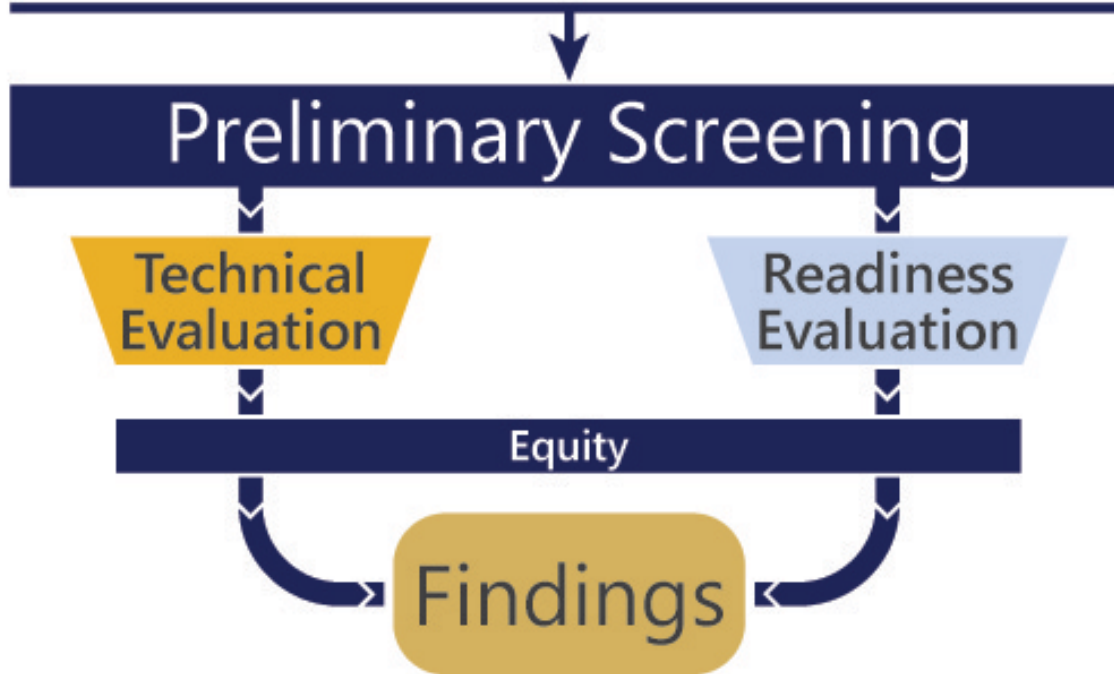 Preliminary Screening
Technical
Evaluation
Readiness
Evaluation
Equity
Findings